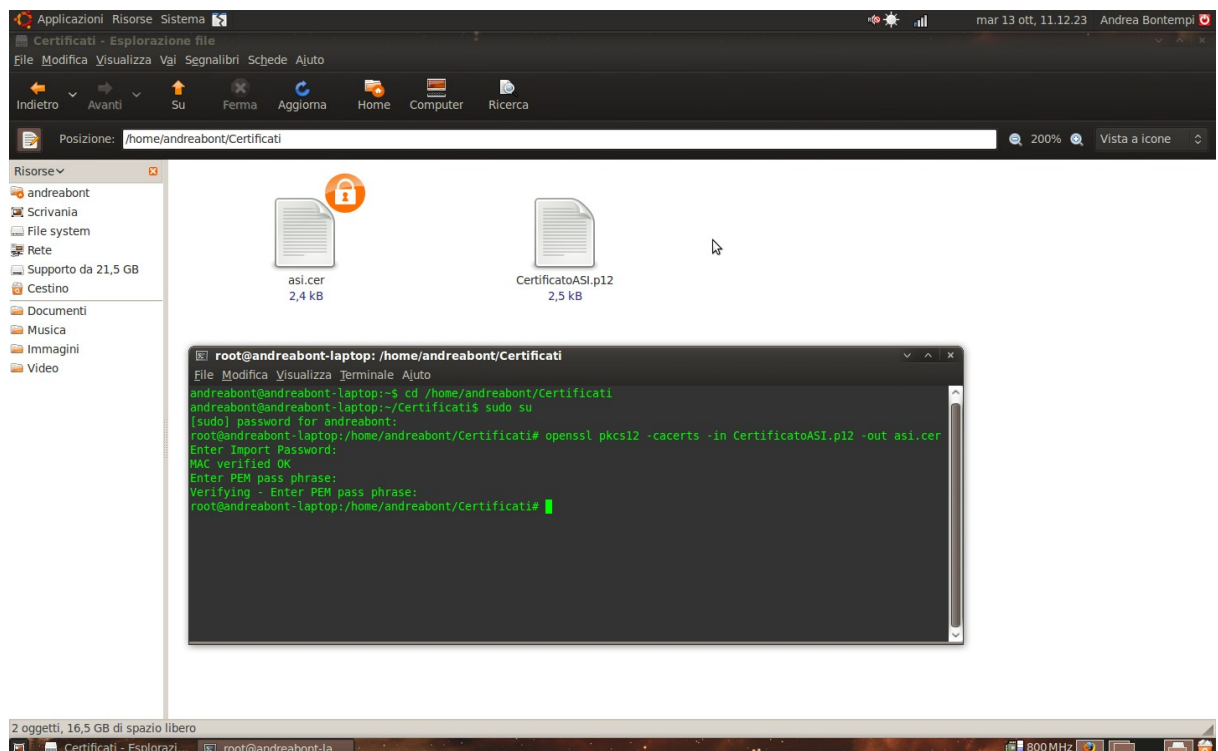 Applicazioni Risorse Sistema mar 13 ott, 11.12.23 Andrea Bontempi
Certificati - Esplorazione file
File Modifica Visualizza Vai Segnalibri Schede Aiuto
Indietro Avanti Su Ferma Aggiorna Home Computer Ricerca
Posizione: /home/andreabont/Certificati 200% Vista a icone
Risorse
andreabont
Scrivania
File system
Rete
Supporto da 21,5 GB
Cestino
Documenti
Musica
Immagini
Video
asi.cer
2,4 kB
CertificatoASI.p12
2,5 kB
root@andreabont-laptop: /home/andreabont/Certificati
File Modifica Visualizza Terminale Aiuto
andreabont@andreabont-laptop:~$ cd /home/andreabont/Certificati
andreabont@andreabont-laptop:~/Certificati$ sudo su
[sudo] password for andreabont:
root@andreabont-laptop:/home/andreabont/Certificati# openssl pkcs12 -cacerts -in CertificatoASI.p12 -out asi.cer
Enter Import Password:
MAC verified OK
Enter PEM pass phrase:
Verifying - Enter PEM pass phrase:
root@andreabont-laptop:/home/andreabont/Certificati#
2 oggetti, 16,5 GB di spazio libero
Certificati - Esplorazi... root@andreabont-la... 800 MHz